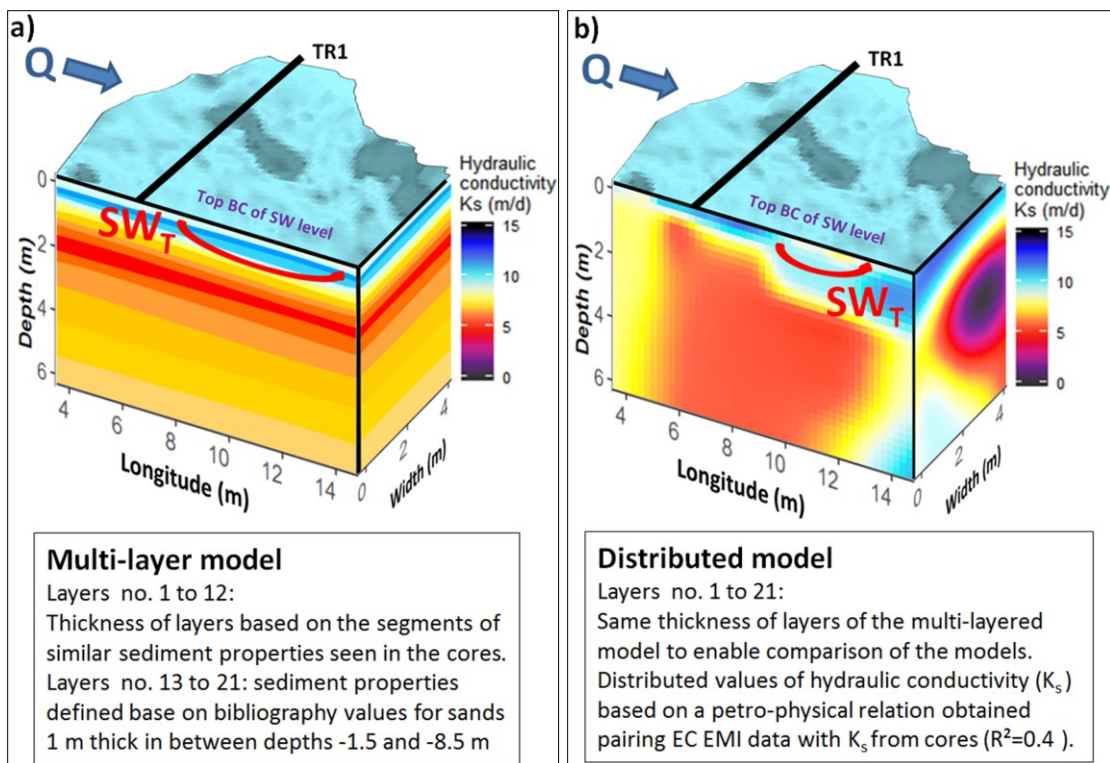 a)
Q
TR1
0
2
4
6
Depth (m)
SWT
Top BC of SW level
Hydraulic
conductivity
Ks (m/d)
15
10
5
0
4
6
8
10
12
14
Longitude (m)
0
2
4
Width (m)
Multi-layer model
Layers no. 1 to 12:
Thickness of layers based on the segments of
similar sediment properties seen in the cores.
Layers no. 13 to 21: sediment properties
defined base on bibliography values for sands
1 m thick in between depths -1.5 and -8.5 m
b)
Q
TR1
0
2
4
6
Depth (m)
Top BC of SW level
SWT
Hydraulic
conductivity
Ks (m/d)
15
10
5
0
4
6
8
10
12
14
Longitude (m)
0
2
4
Width (m)
Distributed model
Layers no. 1 to 21:
Same thickness of layers of the multi-layered
model to enable comparison of the models.
Distributed values of hydraulic conductivity (Ks)
based on a petro-physical relation obtained
pairing EC EMI data with Ks from cores (R²=0.4 ).